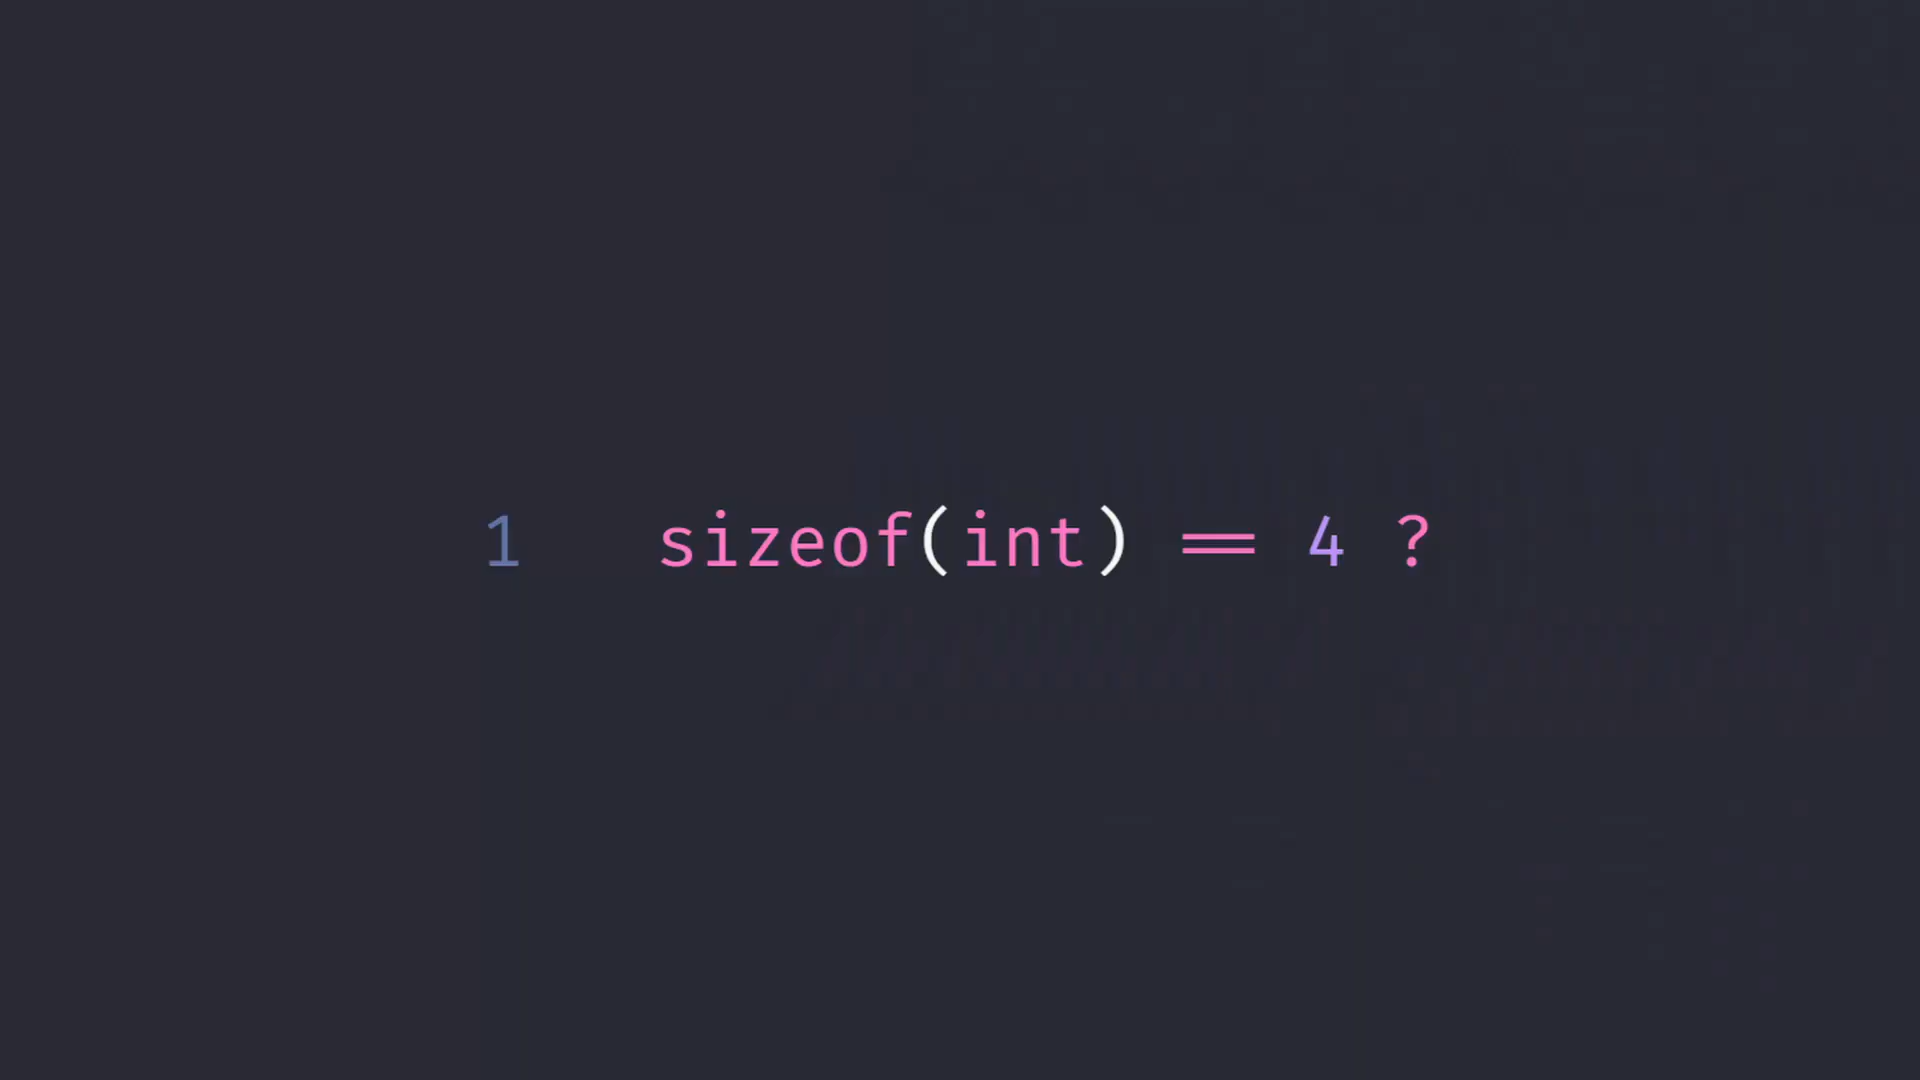 1 sizeof(int) == 4 ?